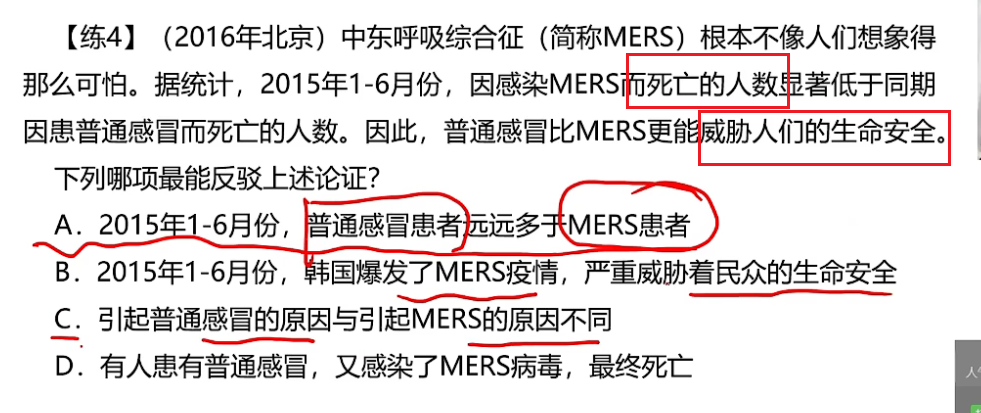 【练4】（2016年北京）中东呼吸综合征（简称MERS）根本不像人们想象得
那么可怕。据统计，2015年1-6月份，因感染MERS而死亡的人数显著低于同期
因患普通感冒而死亡的人数。因此，普通感冒比MERS更能威胁人们的生命安全。
下列哪项最能反驳上述论证？
A．2015年1-6月份，普通感冒患者远远多于MERS患者
B．2015年1-6月份，韩国爆发了MERS疫情，严重威胁着民众的生命安全
C．引起普通感冒的原因与引起MERS的原因不同
D．有人患有普通感冒，又感染了MERS病毒，最终死亡